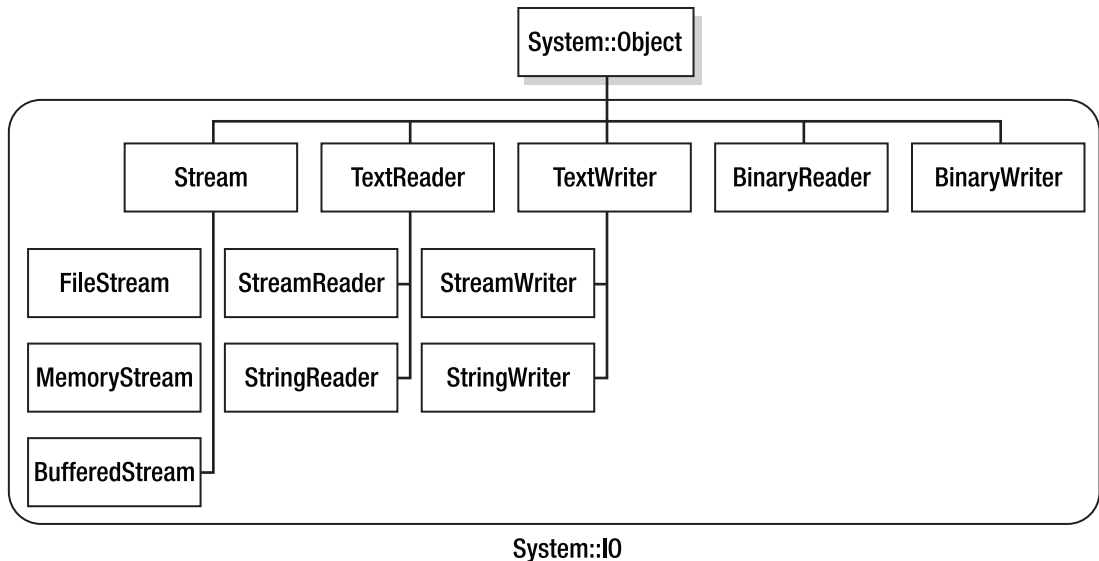 System::Object
Stream
TextReader
TextWriter
BinaryReader
BinaryWriter
FileStream
StreamReader
StreamWriter
MemoryStream
StringReader
StringWriter
BufferedStream
System::IO